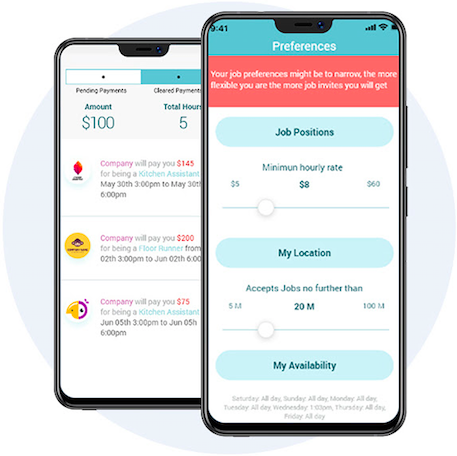 Pending Payments
Cleared Payments
Amount
Total Hours
$100
5
Company will pay you $145
for being a Kitchen Assistant
May 30th 3:00pm to May 30th
6:00pm
Company will pay you $200
for being a Floor Runner from
02th 3:00pm to Jun 02th 6:00
Company will pay you $75
for being a Kitchen Assistant
Jun 05th 3:00pm to Jun 05th
6:00pm
9:41
Preferences
Your job preferences might be to narrow, the more
flexible you are the more job invites you will get
Job Positions
Minimun hourly rate
$5
$8
$60
My Location
Accepts Jobs no further than
5 M
20 M
100 M
My Availability
Saturday: All day, Sunday: All day, Monday: All day,
Tuesday: All day, Wednesday: 1:03pm, Thursday: All day,
Friday: All day